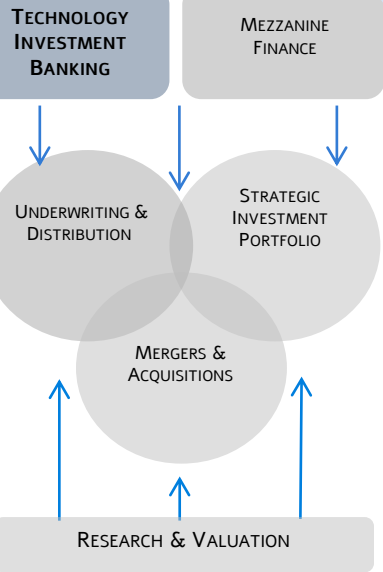 TECHNOLOGY
INVESTMENT
BANKING
MEZZANINE
FINANCE
UNDERWRITING &
DISTRIBUTION
STRATEGIC
INVESTMENT
PORTFOLIO
MERGERS &
ACQUISITIONS
RESEARCH & VALUATION